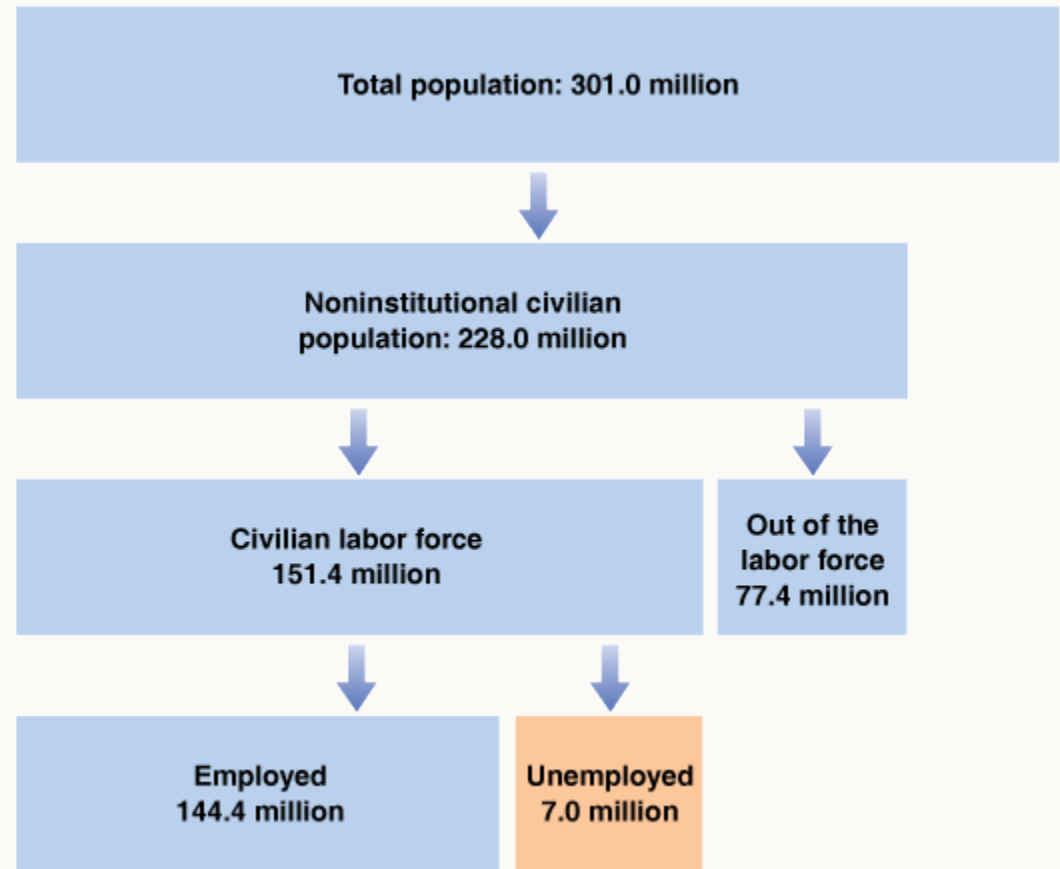 Total population: 301.0 million
Noninstitutional civilian
population: 228.0 million
Civilian labor force
151.4 million
Out of the
labor force
77.4 million
Employed
144.4 million
Unemployed
7.0 million